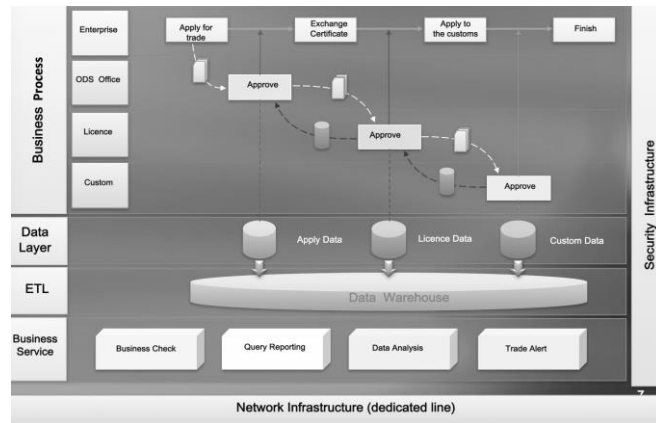 Business Process
Enterprise
Apply for
trade
Exchange
Certificate
Apply to
the customs
Finish
ODS Office
Approve
Licence
Approve
Custom
Approve
Data
Layer
Apply Data
Licence Data
Custom Data
ETL
Data Warehouse
Business
Service
Business Check
Query Reporting
Data Analysis
Trade Alert
Security Infrastructure
7
Network Infrastructure (dedicated line)